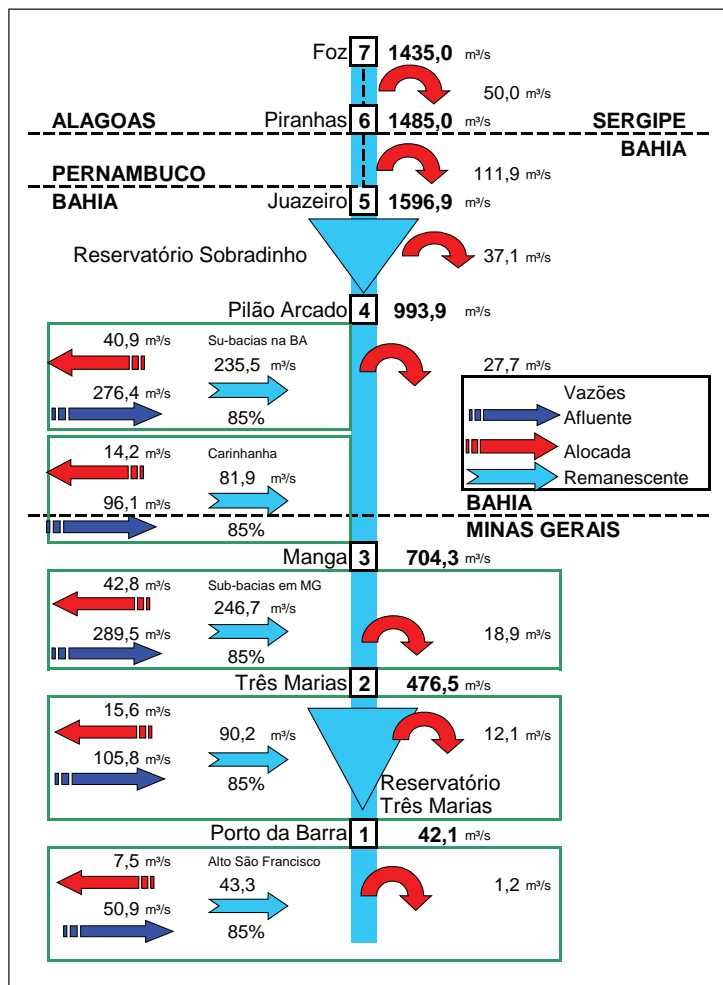 Foz 7 1435,0 m³/s
50,0 m³/s
ALAGOAS Piranhas 6 1485,0 m³/s SERGIPE
BAHIA
111,9 m³/s
PERNAMBUCO
BAHIA Juazeiro 5 1596,9 m³/s
Reservatório Sobradinho 37,1 m³/s
Pilão Arcado 4 993,9 m³/s
40,9 m³/s Su-bacias na BA
235,5 m³/s 27,7 m³/s
276,4 m³/s
85%
Vazões
Afluente
Alocada
Remanescente
14,2 m³/s Carinhanha
81,9 m³/s
96,1 m³/s
85%
BAHIA
MINAS GERAIS
Manga 3 704,3 m³/s
42,8 m³/s Sub-bacias em MG
246,7 m³/s
289,5 m³/s 18,9 m³/s
85%
Três Marias 2 476,5 m³/s
15,6 m³/s
90,2 m³/s 12,1 m³/s
105,8 m³/s
85%
Reservatório
Três Marias
Porto da Barra 1 42,1 m³/s
7,5 m³/s Alto São Francisco
43,3 1,2 m³/s
50,9 m³/s
85%